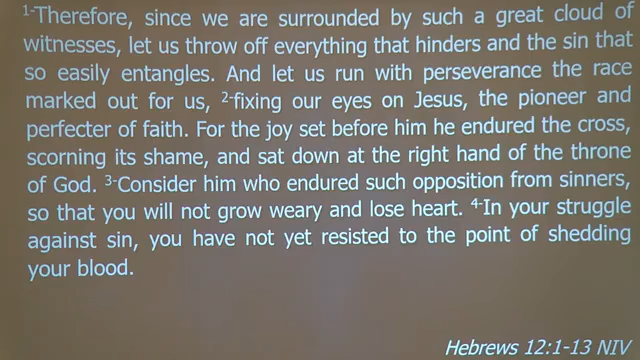 1-Therefore, since we are surrounded by such a great cloud of
witnesses, let us throw off everything that hinders and the sin that
so easily entangles. And let us run with perseverance the race
marked out for us, 2-fixing our eyes on Jesus, the pioneer and
perfecter of faith. For the joy set before him he endured the cross,
scorning its shame, and sat down at the right hand of the throne
of God. 3-Consider him who endured such opposition from sinners,
so that you will not grow weary and lose heart. 4-In your struggle
against sin, you have not yet resisted to the point of shedding
your blood.
Hebrews 12:1-13 NIV